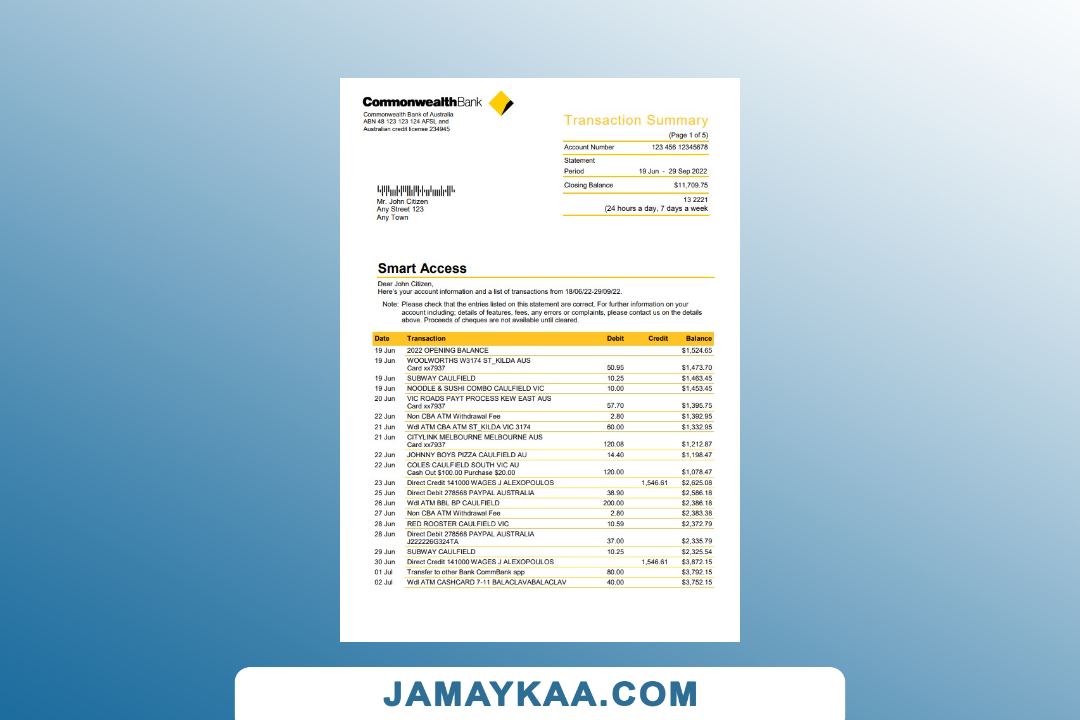 CommonwealthBank
Commonwealth Bank of Australia
ABN 48 123 123 124 AFSL and
Australian credit license 234945
Transaction Summary
(Page 1 of 5)
Account Number 123 456 12345678
Statement
Period 19 Jun - 29 Sep 2022
Closing Balance $11,709.75
13 2221
(24 hours a day, 7 days a week
Mr. John Citizen
Any Street 123
Any Town
Smart Access
Dear John Citizen,
Here's your account information and a list of transactions from 18/06/22-29/09/22.
Note: Please check that the entries listed on this statement are correct. For further information on your
account including; details of features, fees, any errors or complaints, please contact us on the details
above. Proceeds of cheques are not available until cleared.
Date Transaction Debit Credit Balance
19 Jun 2022 OPENING BALANCE $1,524.65
19 Jun WOOLWORTHS W3174 ST_KILDA AUS
Card xx7937 50.95 $1,473.70
19 Jun SUBWAY CAULFIELD 10.25 $1,463.45
19 Jun NOODLE & SUSHI COMBO CAULFIELD VIC 10.00 $1,453.45
20 Jun VIC ROADS PAYT PROCESS KEW EAST AUS
Card xx7937 57.70 $1,395.75
22 Jun Non CBA ATM Withdrawal Fee 2.80 $1,392.95
21 Jun Wdl ATM CBA ATM ST_KILDA VIC 3174 60.00 $1,332.95
21 Jun CITYLINK MELBOURNE MELBOURNE AUS
Card xx7937 120.08 $1,212.87
22 Jun JOHNNY BOYS PIZZA CAULFIELD AU 14.40 $1,198.47
22 Jun COLES CAULFIELD SOUTH VIC AU
Cash Out $100.00 Purchase $20.00 120.00 $1,078.47
23 Jun Direct Credit 141000 WAGES J ALEXOPOULOS 1,546.61 $2,625.08
25 Jun Direct Debit 278568 PAYPAL AUSTRALIA 38.90 $2,586.18
26 Jun Wdl ATM BBL BP CAULFIELD 200.00 $2,386.18
27 Jun Non CBA ATM Withdrawal Fee 2.80 $2,383.38
28 Jun RED ROOSTER CAULFIELD VIC 10.59 $2,372.79
28 Jun Direct Debit 278568 PAYPAL AUSTRALIA
J222226G324TA 37.00 $2,335.79
29 Jun SUBWAY CAULFIELD 10.25 $2,325.54
30 Jun Direct Credit 141000 WAGES J ALEXOPOULOS 1,546.61 $3,872.15
01 Jul Transfer to other Bank CommBank app 80.00 $3,792.15
02 Jul Wdl ATM CASHCARD 7-11 BALACLAVABALACLAV 40.00 $3,752.15
JAMAYKAA.COM